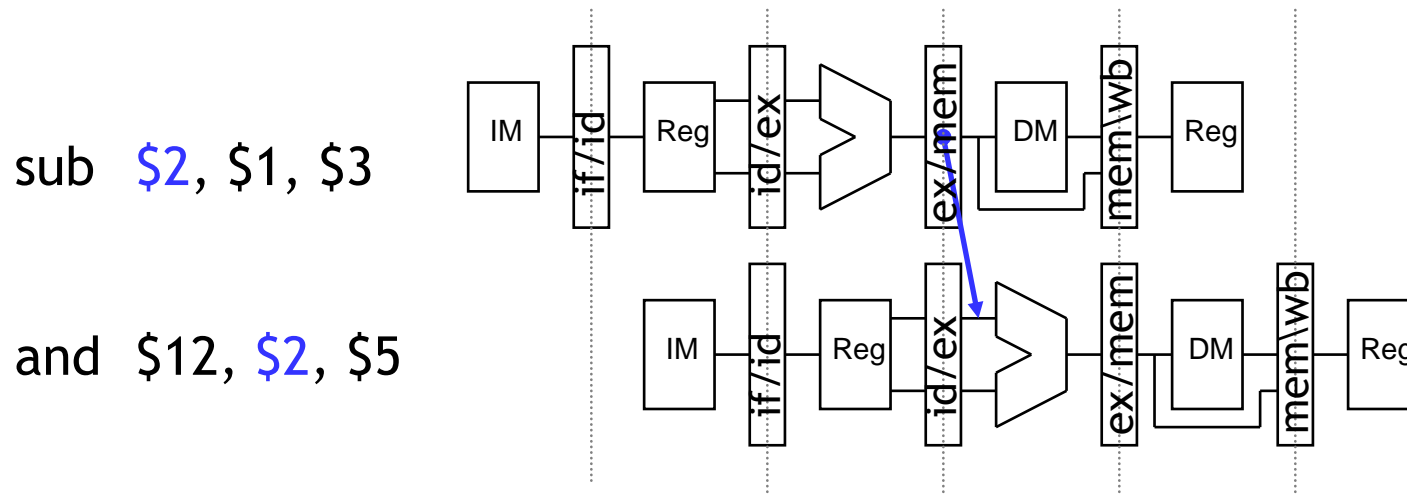 sub $2, $1, $3
IM if/id Reg id/ex ex/mem DM mem\wb Reg
and $12, $2, $5
IM if/id Reg id/ex ex/mem DM mem\wb Reg